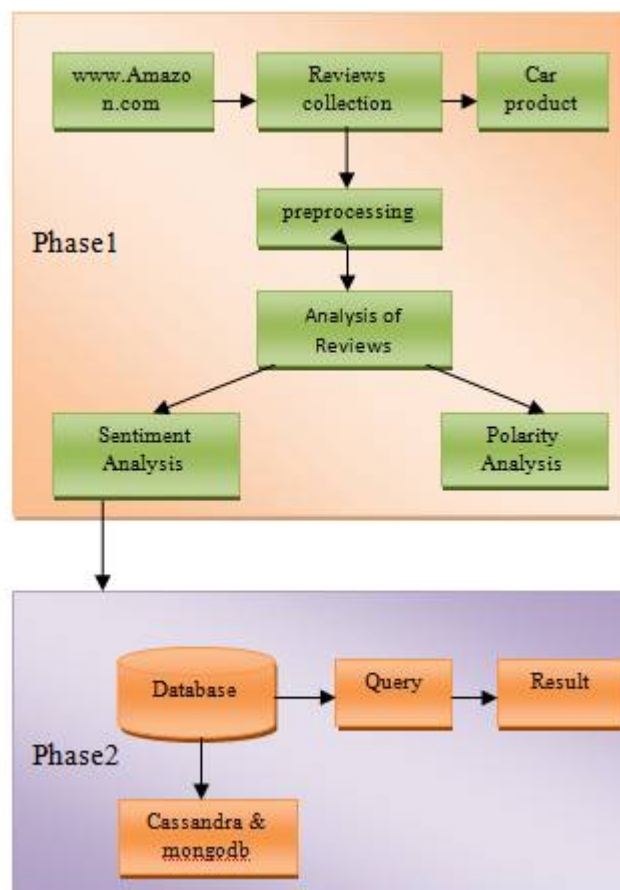 www.Amazo
n.com
Reviews
collection
Car
product
preprocessing
Phase1
Analysis of
Reviews
Sentiment
Analysis
Polarity
Analysis
Database
Query
Result
Phase2
Cassandra &
mongodb